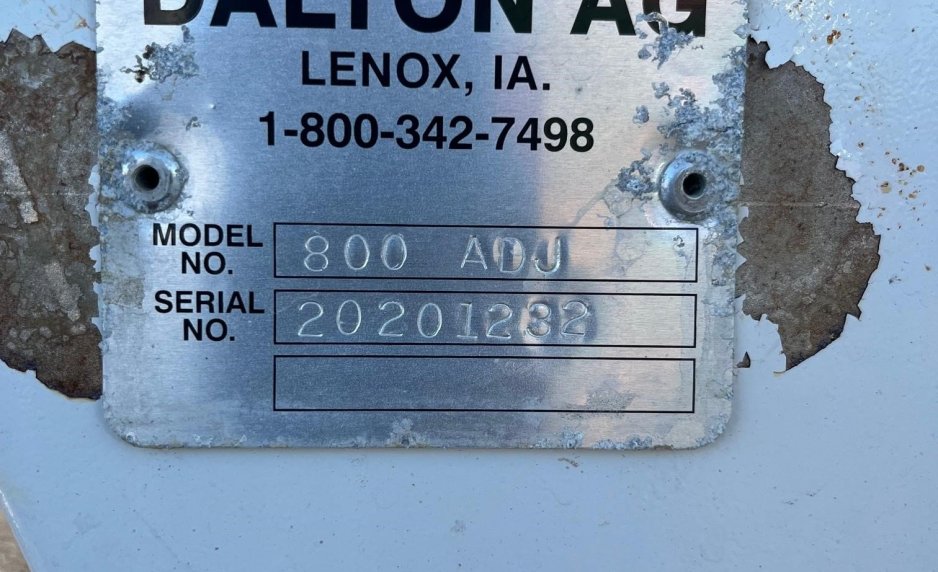 DALTON AG
LENOX, IA.
1-800-342-7498
MODEL NO. 800 ADJ
SERIAL NO. 20201232